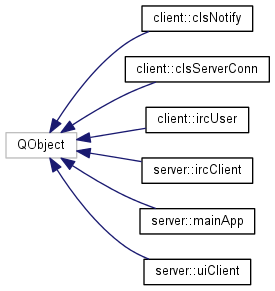 client::clsNotify
client::clsServerConn
client::ircUser
QObject
server::ircClient
server::mainApp
server::uiClient